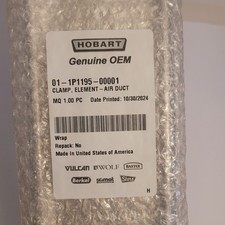 HOBART
Genuine OEM
01-1P1195-00001
CLAMP, ELEMENT-AIR DUCT
MQ 1.00 PC Date Printed: 10/30/2024
Wrap
Repack: No
Made in United States of America
VULCAN WOLF BAXTER
Berkel stero